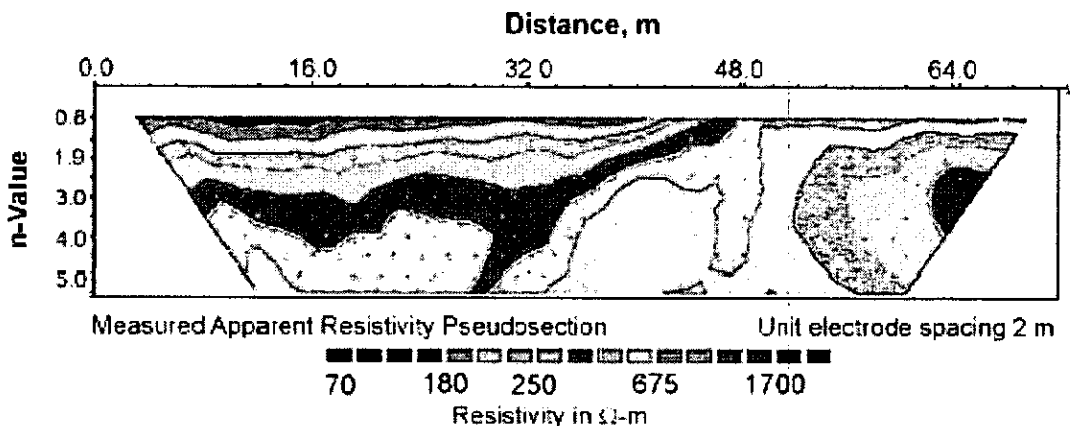 Distance, m
0.0 16.0 32.0 48.0 64.0
n-Value
0.8
1.9
3.0
4.0
5.0
Measured Apparent Resistivity Pseudosection Unit electrode spacing 2 m
70 180 250 675 1700
Resistivity in Ω-m